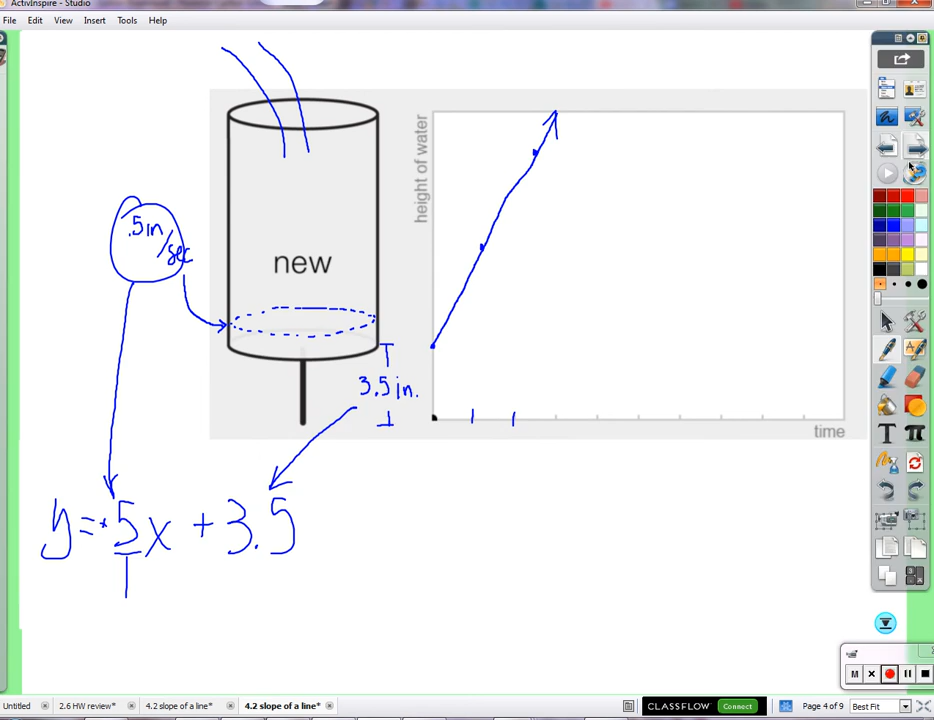 ActivInspire - Studio
File Edit View Insert Tools Help
height of water
.5in
/sec
new
3.5in.
time
y = .5x + 3.5
1
M
Untitled
2.6 HW review*
4.2 slope of a line*
4.2 slope of a line*
CLASSFLOW
Connect
Page 4 of 9
Best Fit